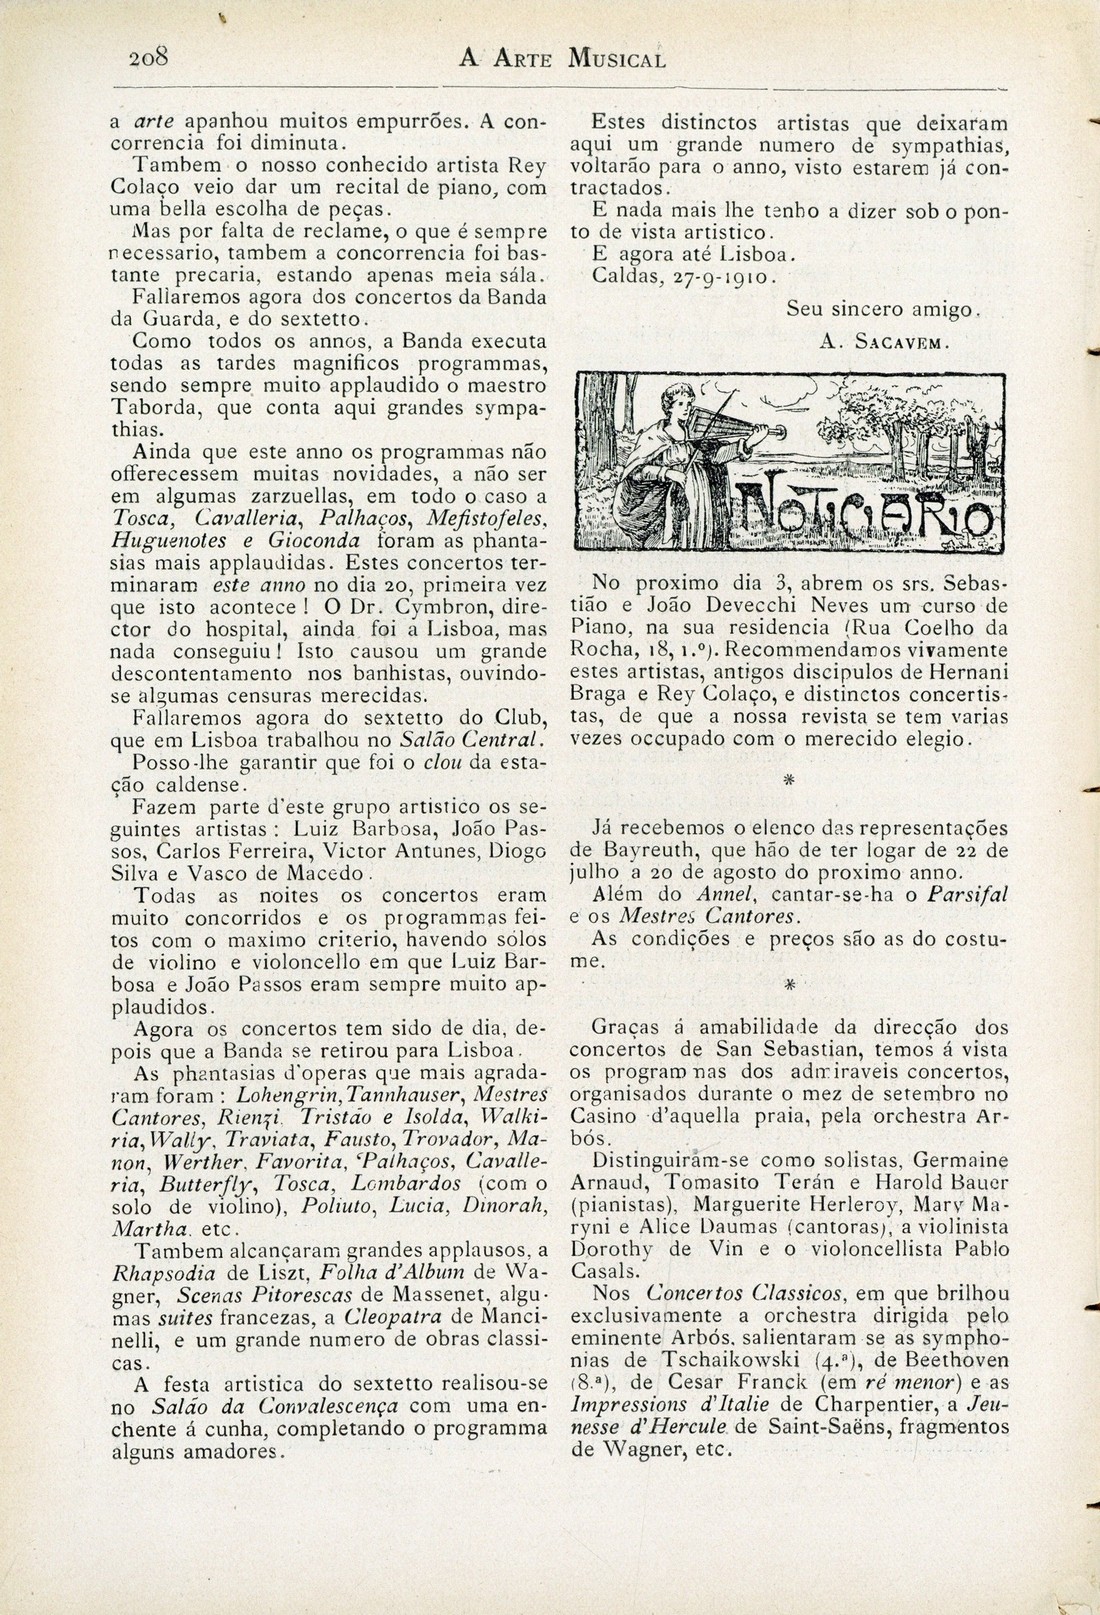 208
A Arte Musical
a arte apanhou muitos empurrões. A con-
correncia foi diminuta.
Tambem o nosso conhecido artista Rey
Colaço veio dar um recital de piano, com
uma bella escolha de peças.
Mas por falta de reclame, o que é sempre
necessario, tambem a concorrencia foi bas-
tante precaria, estando apenas meia sála.
Fallaremos agora dos concertos da Banda
da Guarda, e do sextetto.
Como todos os annos, a Banda executa
todas as tardes magnificos programmas,
sendo sempre muito applaudido o maestro
Taborda, que conta aqui grandes sympa-
thias.
Ainda que este anno os programmas não
offerecessem muitas novidades, a não ser
em algumas zarzuellas, em todo o caso a
Tosca, Cavalleria, Palhaços, Mefistofeles,
Huguenotes e Gioconda foram as phanta-
sias mais applaudidas. Estes concertos ter-
minaram este anno no dia 20, primeira vez
que isto acontece! O Dr. Cymbron, dire-
ctor do hospital, ainda foi a Lisboa, mas
nada conseguiu! Isto causou um grande
descontentamento nos banhistas, ouvindo-
se algumas censuras merecidas.
Fallaremos agora do sextetto do Club,
que em Lisboa trabalhou no Salão Central.
Posso-lhe garantir que foi o clou da esta-
ção caldense.
Fazem parte d'este grupo artistico os se-
guintes artistas: Luiz Barbosa, João Pas-
sos, Carlos Ferreira, Victor Antunes, Diogo
Silva e Vasco de Macedo.
Todas as noites os concertos eram
muito concorridos e os programmas fei-
tos com o maximo criterio, havendo sólos
de violino e violoncello em que Luiz Bar-
bosa e João Passos eram sempre muito ap-
plaudidos.
Agora os concertos tem sido de dia, de-
pois que a Banda se retirou para Lisboa.
As phantasias d'operas que mais agrada-
ram foram: Lohengrin, Tannhauser, Mestres
Cantores, Rienzi, Tristão e Isolda, Walki-
ria, Wally, Traviata, Fausto, Trovador, Ma-
non, Werther, Favorita, Palhaços, Cavalle-
ria, Butterfly, Tosca, Lombardos (com o
solo de violino), Poliuto, Lucia, Dinorah,
Martha, etc.
Tambem alcançaram grandes applausos, a
Rhapsodia de Liszt, Folha d'Album de Wa-
gner, Scenas Pitorescas de Massenet, algu-
mas suites francezas, a Cleopatra de Manci-
nelli, e um grande numero de obras classi-
cas.
A festa artistica do sextetto realisou-se
no Salão da Convalescença com uma en-
chente á cunha, completando o programma
alguns amadores.
Estes distinctos artistas que deixaram
aqui um grande numero de sympathias,
voltarão para o anno, visto estarem já con-
tractados.
E nada mais lhe tenho a dizer sob o pon-
to de vista artistico.
E agora até Lisboa.
Caldas, 27-9-1910.
Seu sincero amigo.
A. Sacavem.
Noticiario
No proximo dia 3, abrem os srs. Sebas-
tião e João Devecchi Neves um curso de
Piano, na sua residencia (Rua Coelho da
Rocha, 18, 1.º). Recommendamos vivamente
estes artistas, antigos discipulos de Hernani
Braga e Rey Colaço, e distinctos concertis-
tas, de que a nossa revista se tem varias
vezes occupado com o merecido elegio.
*
Já recebemos o elenco das representações
de Bayreuth, que hão de ter logar de 22 de
julho a 20 de agosto do proximo anno.
Além do Annel, cantar-se-ha o Parsifal
e os Mestres Cantores.
As condições e preços são as do costu-
me.
*
Graças á amabilidade da direcção dos
concertos de San Sebastian, temos á vista
os programmas dos admiraveis concertos,
organisados durante o mez de setembro no
Casino d'aquella praia, pela orchestra Ar-
bós.
Distinguiram-se como solistas, Germaine
Arnaud, Tomasito Terán e Harold Bauer
(pianistas), Marguerite Herleroy, Mary Ma-
ryni e Alice Daumas (cantoras), a violinista
Dorothy de Vin e o violoncellista Pablo
Casals.
Nos Concertos Classicos, em que brilhou
exclusivamente a orchestra dirigida pelo
eminente Arbós, salientaram se as sympho-
nias de Tschaikowski (4.ª), de Beethoven
(8.ª), de Cesar Franck (em ré menor) e as
Impressions d'Italie de Charpentier, a Jeu-
nesse d'Hercule de Saint-Saëns, fragmentos
de Wagner, etc.